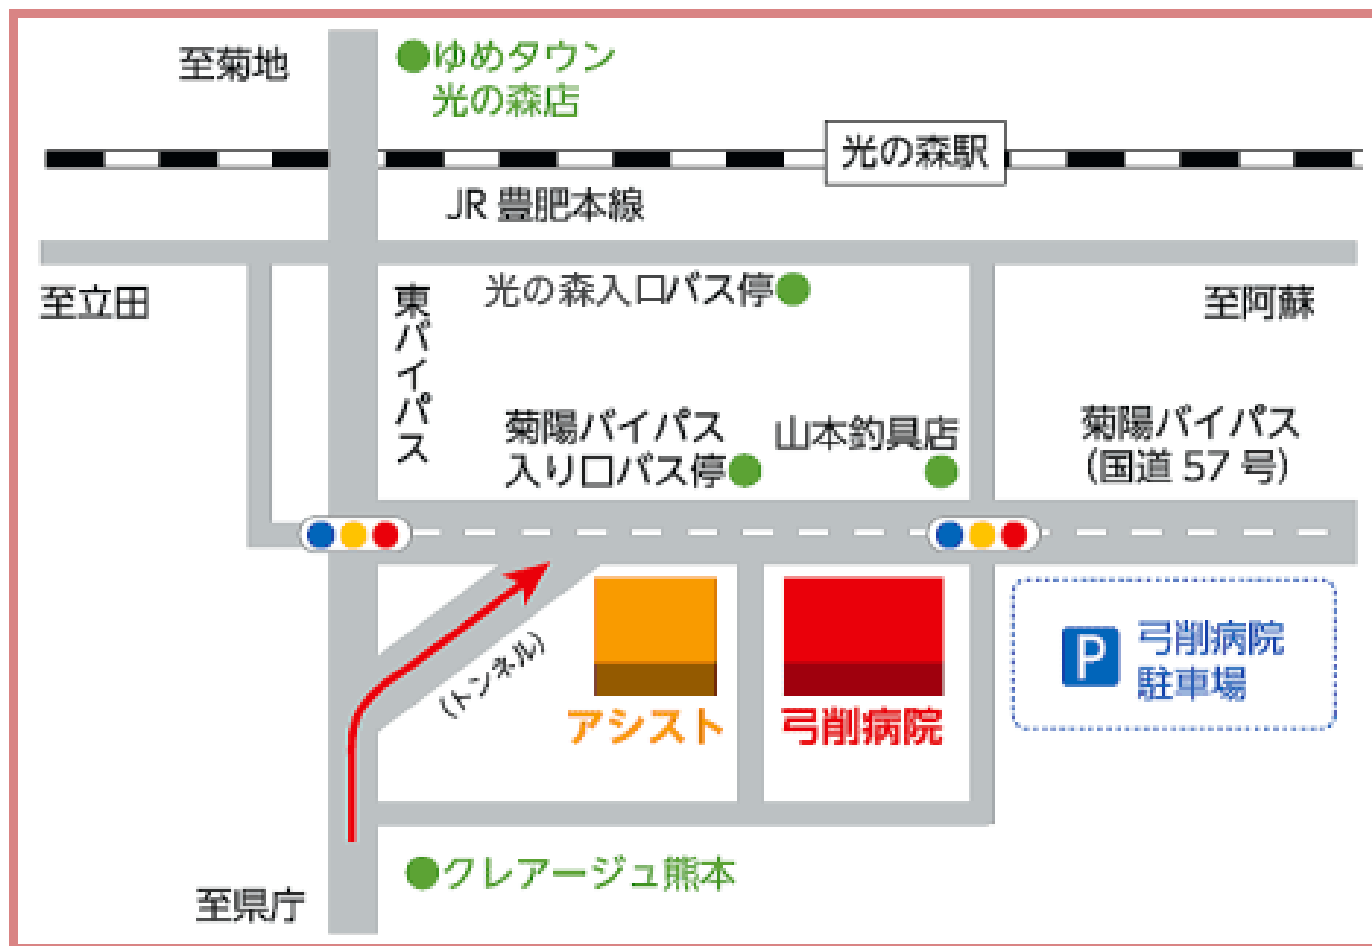 至菊地
ゆめタウン
光の森店
光の森駅
JR 豊肥本線
至立田
東バイパス
光の森入口バス停
至阿蘇
菊陽バイパス
入り口バス停
山本釣具店
菊陽バイパス
(国道 57 号)
(トンネル)
アシスト
弓削病院
P
弓削病院
駐車場
クレアージュ熊本
至県庁